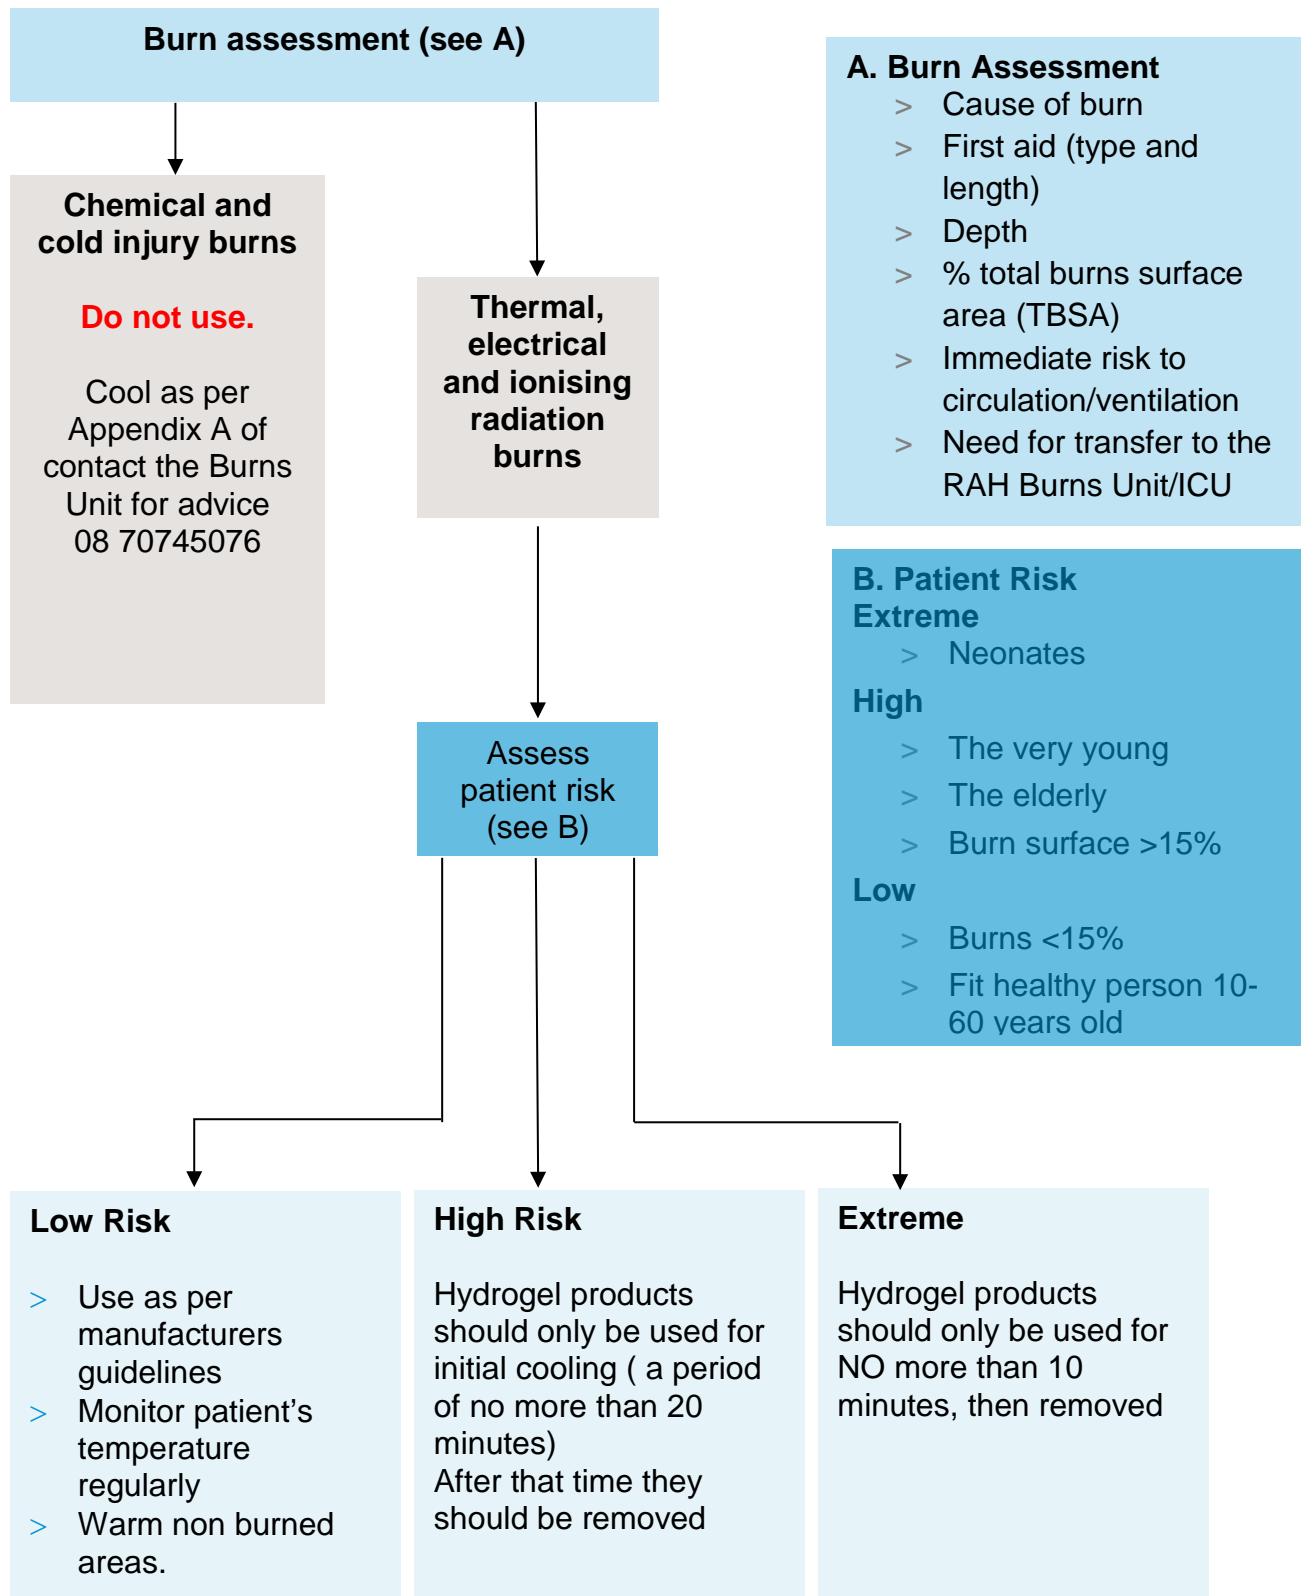 Burn assessment (see A)
Chemical and
cold injury burns
Do not use.
Cool as per
Appendix A of
contact the Burns
Unit for advice
08 70745076
Thermal,
electrical
and ionising
radiation
burns
Assess
patient risk
(see B)
A. Burn Assessment
> Cause of burn
> First aid (type and
length)
> Depth
> % total burns surface
area (TBSA)
> Immediate risk to
circulation/ventilation
> Need for transfer to the
RAH Burns Unit/ICU
B. Patient Risk
Extreme
> Neonates
High
> The very young
> The elderly
> Burn surface >15%
Low
> Burns <15%
> Fit healthy person 10-
60 years old
Low Risk
> Use as per
manufacturers
guidelines
> Monitor patient’s
temperature
regularly
> Warm non burned
areas.
High Risk
Hydrogel products
should only be used for
initial cooling ( a period
of no more than 20
minutes)
After that time they
should be removed
Extreme
Hydrogel products
should only be used for
NO more than 10
minutes, then removed